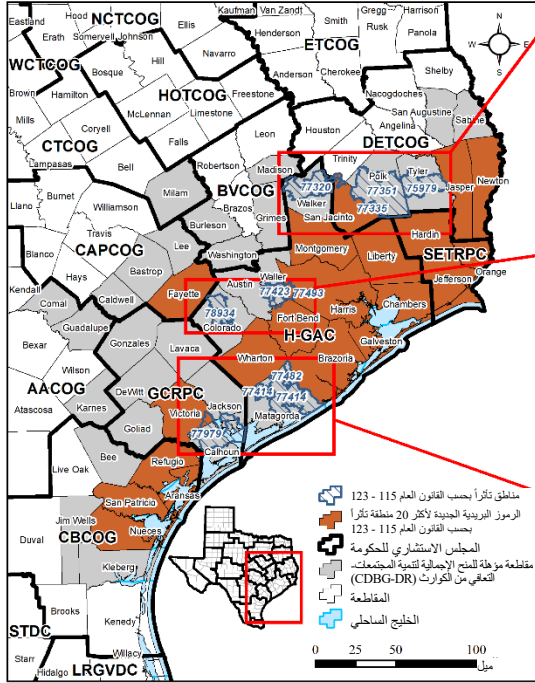 NCTCOG
Hood
Ellis
Kaufman
Van Zandt
Smith
Gregg
Harrison
Eastland
Erath
Somervell
Johnson
Henderson
Rusk
Panola
Navarro
ETCOG
WCTCOG
Bosque
Hill
Anderson
Cherokee
Shelby
Brown
Hamilton
HOTCOG
Freestone
Nacogdoches
Mills
McLennan
Limestone
San Augustine
Coryell
Leon
Houston
Angelina
Sabine
CTCOG
Falls
DETCOG
Lampasas
Bell
Robertson
Madison
Trinity
Polk
Tyler
Newton
Milam
BVCOG
77320
77351
75979
Jasper
Burnet
Llano
Williamson
Brazos
Walker
77335
Grimes
San Jacinto
Burleson
Hardin
Travis
CAPCOG
Lee
Washington
Montgomery
Liberty
SETRPC
Blanco
Bastrop
Hays
Austin
Waller
Jefferson
Orange
Kendall
Caldwell
Fayette
77423
77493
Harris
Chambers
Comal
78934
Fort-Bend
Guadalupe
Colorado
H-GAC
Galveston
Bexar
Gonzales
Lavaca
Wharton
Brazoria
Wilson
AACOG
DeWitt
77482
GCRPC
77414
Atascosa
Karnes
Jackson
77414
Victoria
Matagorda
Goliad
77979
Calhoun
Bee
Live Oak
Refugio
San Patricio
Aransas
Jim Wells
Nueces
Duval
CBCOG
Kleberg
Brooks
Kenedy
STDC
Willacy
Starr
Hidalgo
LRGVDC
N
W
E
S
مناطق تأثراً بحسب القانون العام 115 - 123
الرموز البريدية الجديدة لأكثر 20 منطقة تأثراً
بحسب القانون العام 115 - 123
المجلس الاستشاري للحكومة
مقاطعة مؤهلة للمنح الإجمالية لتنمية المجتمعات-
التعافي من الكوارث (CDBG-DR)
المقاطعة
الخليج الساحلي
0 25 50 100
ميل